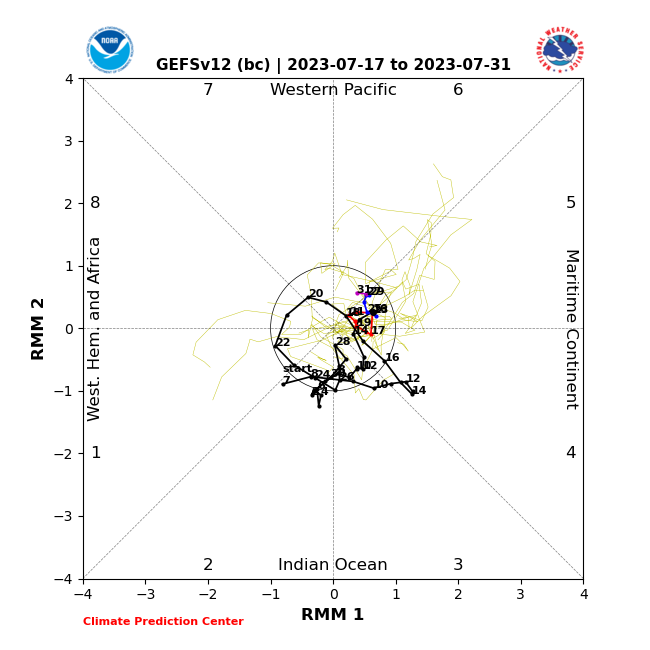 NOAA
NATIONAL WEATHER SERVICE
GEFSv12 (bc) | 2023-07-17 to 2023-07-31
7 Western Pacific 6
8 5
West. Hem. and Africa
Maritime Continent
1 4
2 Indian Ocean 3
4
3
2
1
0
−1
−2
−3
−4
RMM 2
20
22
start
7
24
28
16
10
12
14
17
19
31
29
−4 −3 −2 −1 0 1 2 3 4
RMM 1
Climate Prediction Center